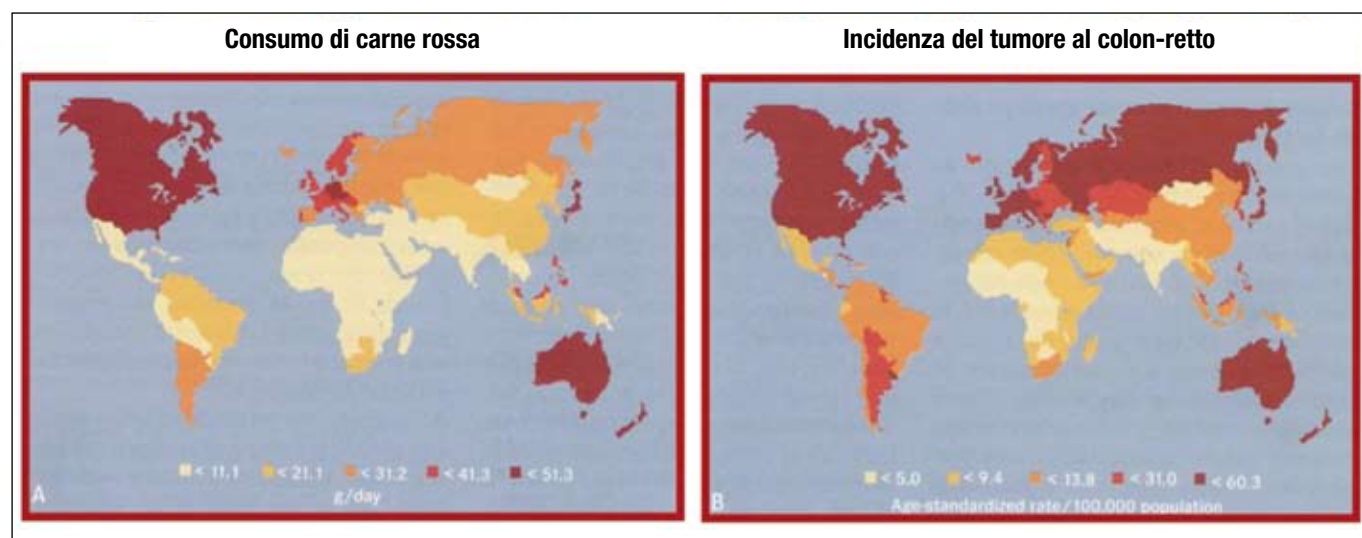 Consumo di carne rossa
Incidenza del tumore al colon-retto
< 11.1 < 21.1 < 31.2 < 41.3 < 51.3
g/day
A
< 5.0 < 9.4 < 13.8 < 31.0 < 60.3
Age-standardized rate/100.000 population
B